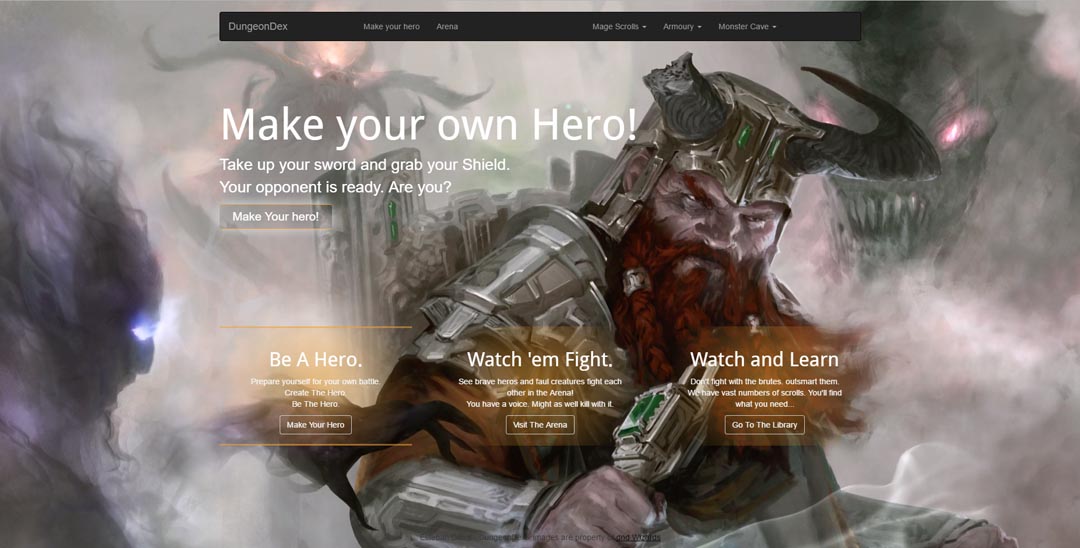 DungeonDex Make your hero Arena Mage Scrolls Armoury Monster Cave
Make your own Hero!
Take up your sword and grab your Shield.
Your opponent is ready. Are you?
Make Your hero!
Be A Hero.
Prepare yourself for your own battle.
Create The Hero.
Be The Hero.
Make Your Hero
Watch 'em Fight.
See brave heros and faul creatures fight each
other in the Arena!
You have a voice. Might as well kill with it.
Visit The Arena
Watch and Learn
Don't fight with the brutes. outsmart them.
We have vast numbers of scrolls. You'll find
what you need...
Go To The Library
are property of dnd Wizards